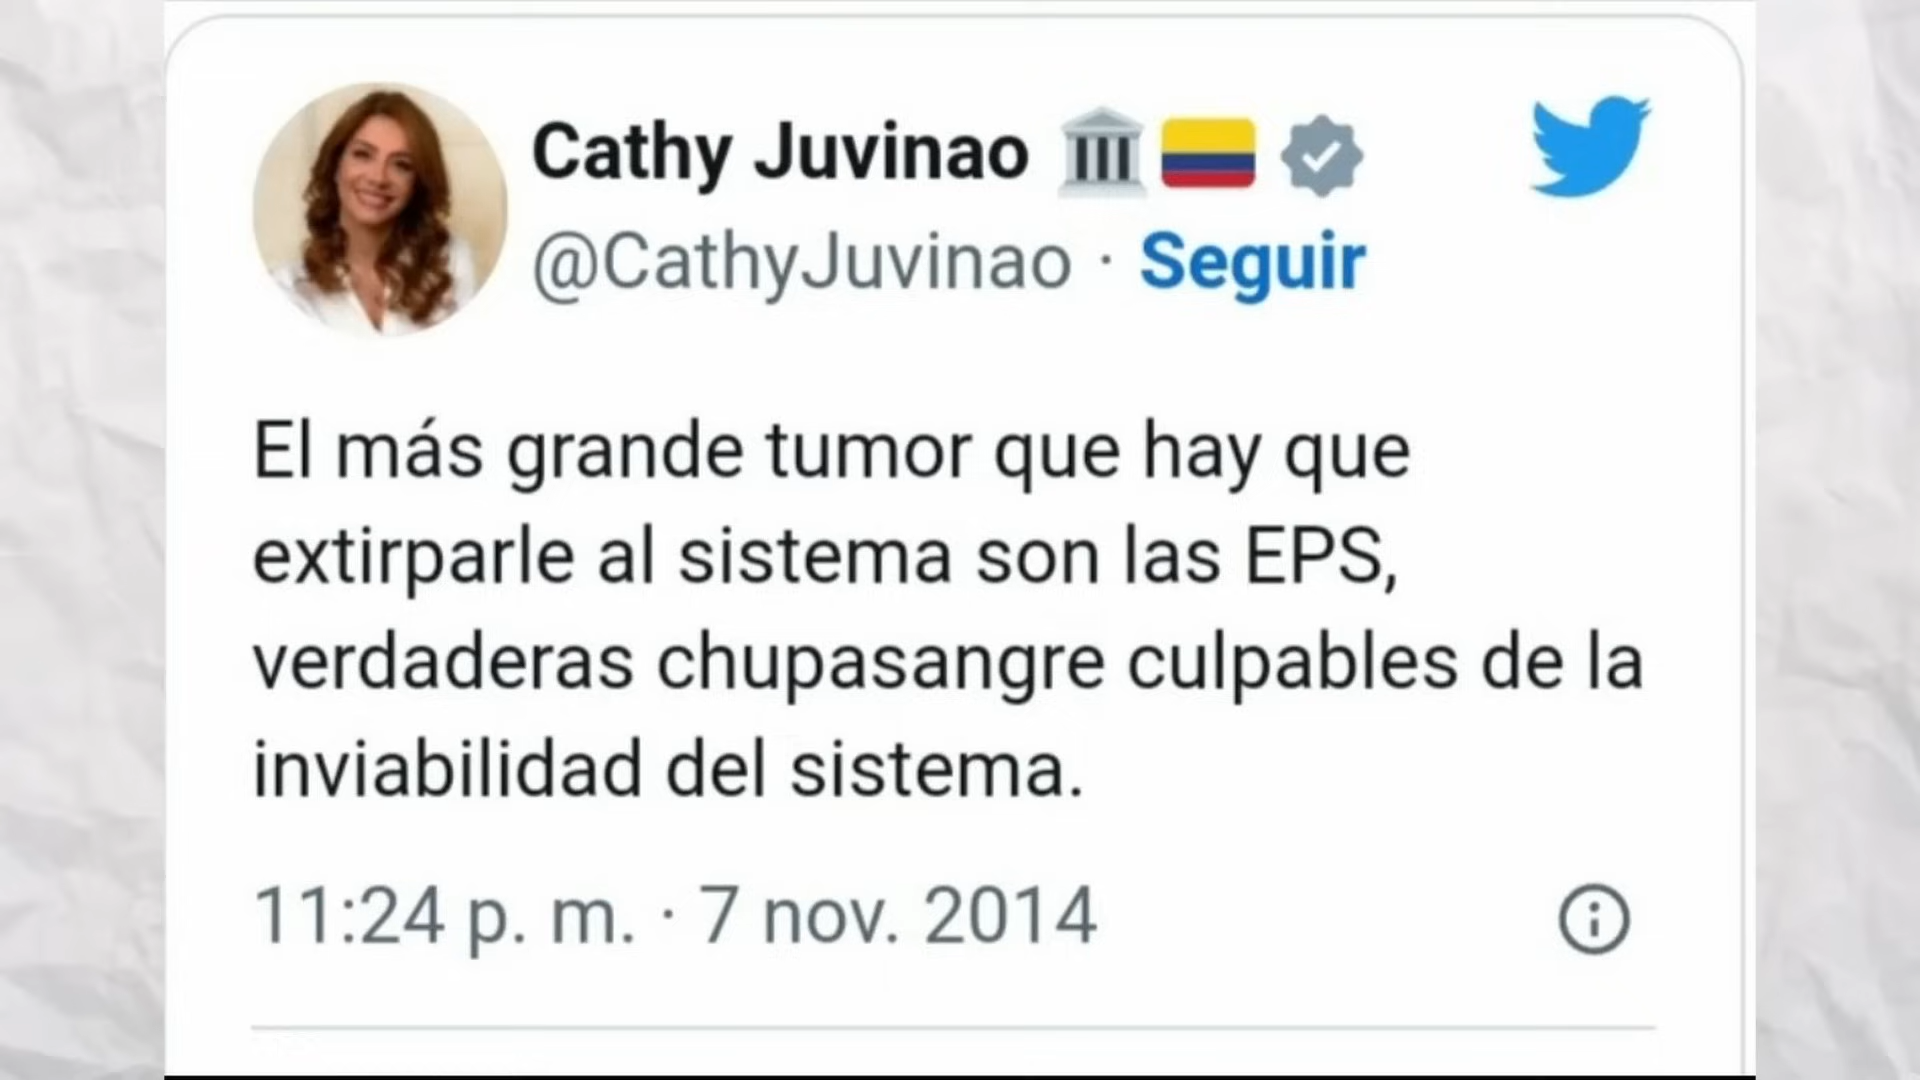 Cathy Juvinao
@CathyJuvinao · Seguir
El más grande tumor que hay que
extirparle al sistema son las EPS,
verdaderas chupasangre culpables de la
inviabilidad del sistema.
11:24 p. m. · 7 nov. 2014